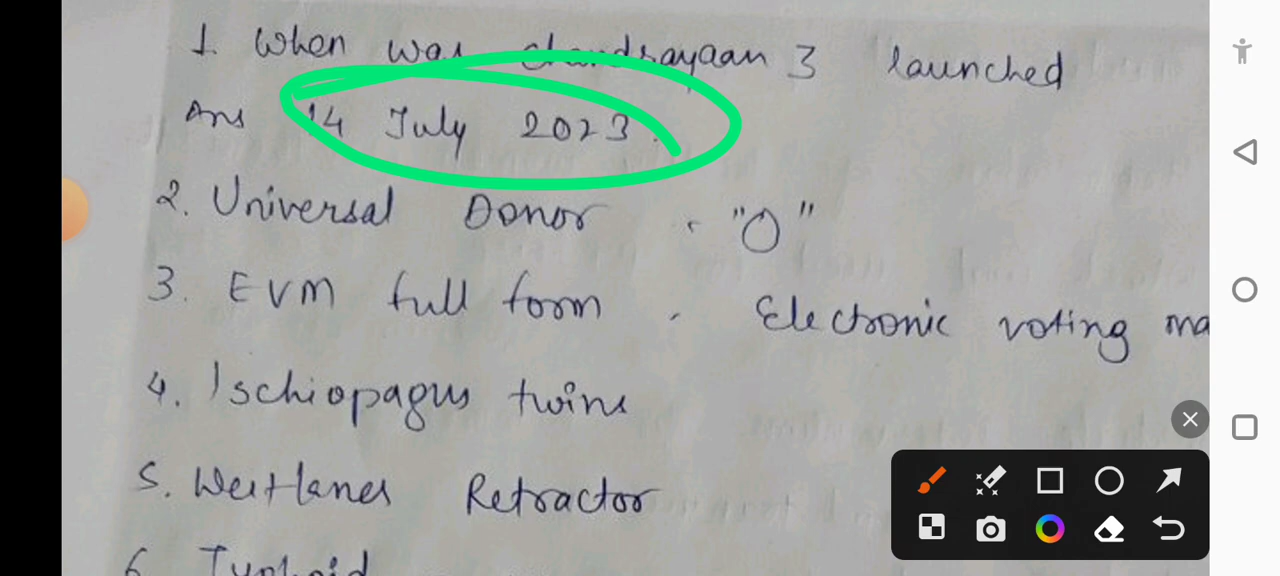 1. When was chandrayaan 3 launched
Ans 14 July 2023.
2. Universal Donor . "O"
3. EVM full form . Electronic voting ma
4. Ischiopagus twins
5. Weitlaner Retractor
6. Typhoid